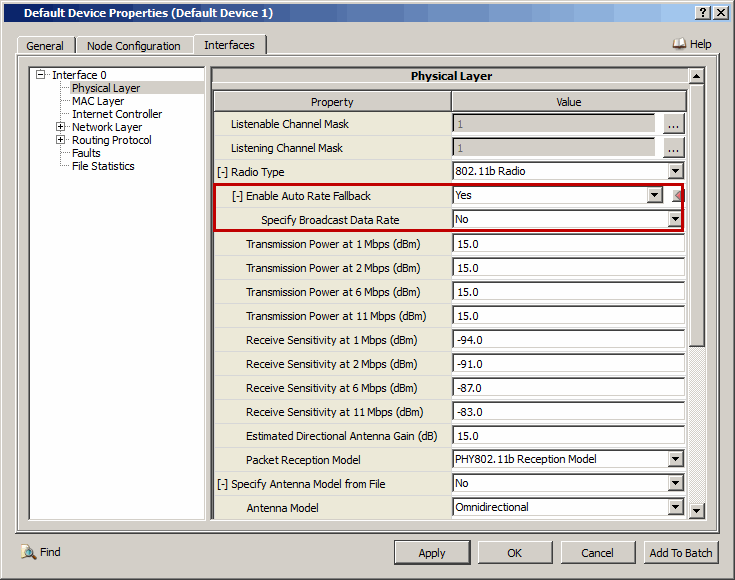 Default Device Properties (Default Device 1)
General Node Configuration Interfaces Help
Interface 0
Physical Layer
MAC Layer
Internet Controller
Network Layer
Routing Protocol
Faults
File Statistics
Physical Layer
Property Value
Listenable Channel Mask 1 ...
Listening Channel Mask 1 ...
[-] Radio Type 802.11b Radio
[-] Enable Auto Rate Fallback Yes
Specify Broadcast Data Rate No
Transmission Power at 1 Mbps (dBm) 15.0
Transmission Power at 2 Mbps (dBm) 15.0
Transmission Power at 6 Mbps (dBm) 15.0
Transmission Power at 11 Mbps (dBm) 15.0
Receive Sensitivity at 1 Mbps (dBm) -94.0
Receive Sensitivity at 2 Mbps (dBm) -91.0
Receive Sensitivity at 6 Mbps (dBm) -87.0
Receive Sensitivity at 11 Mbps (dBm) -83.0
Estimated Directional Antenna Gain (dB) 15.0
Packet Reception Model PHY802.11b Reception Model
[-] Specify Antenna Model from File No
Antenna Model Omnidirectional
Find Apply OK Cancel Add To Batch